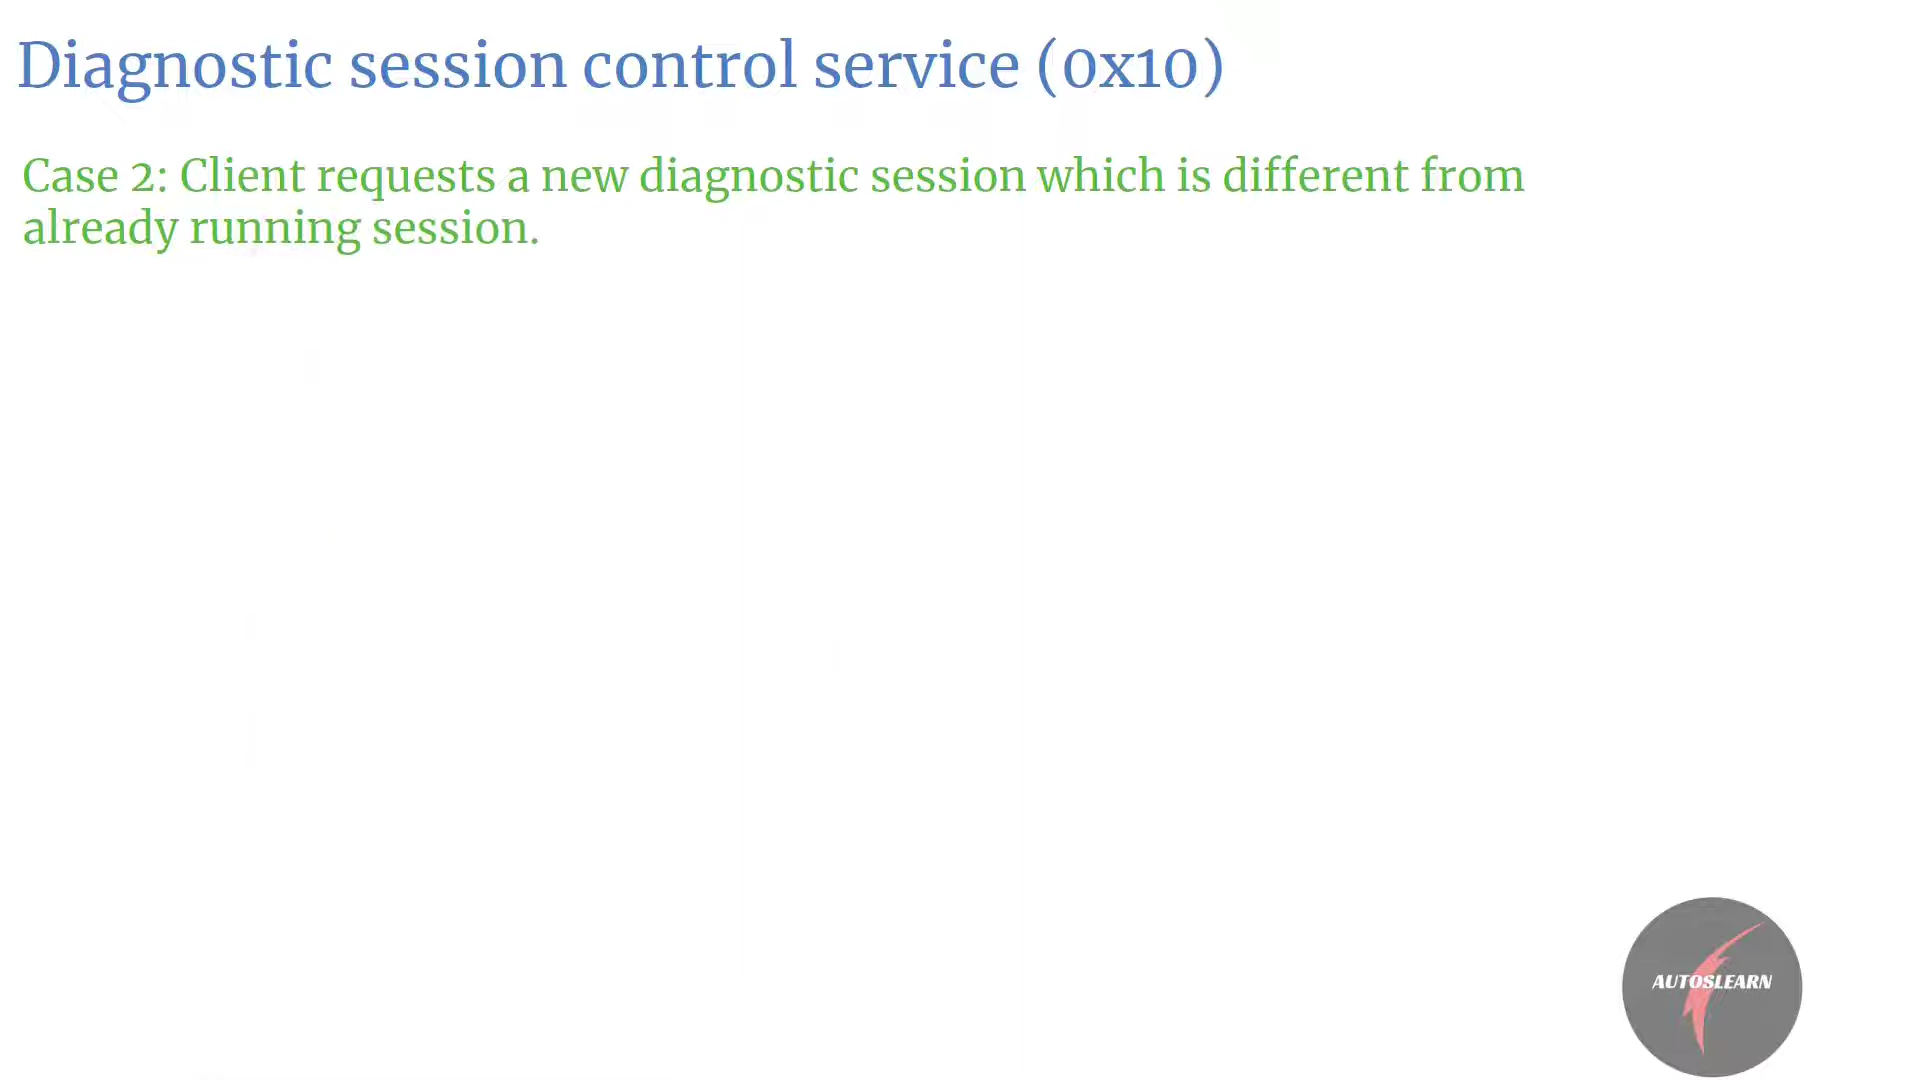 Diagnostic session control service (0x10)
Case 2: Client requests a new diagnostic session which is different from
already running session.
AUTOSLEARN